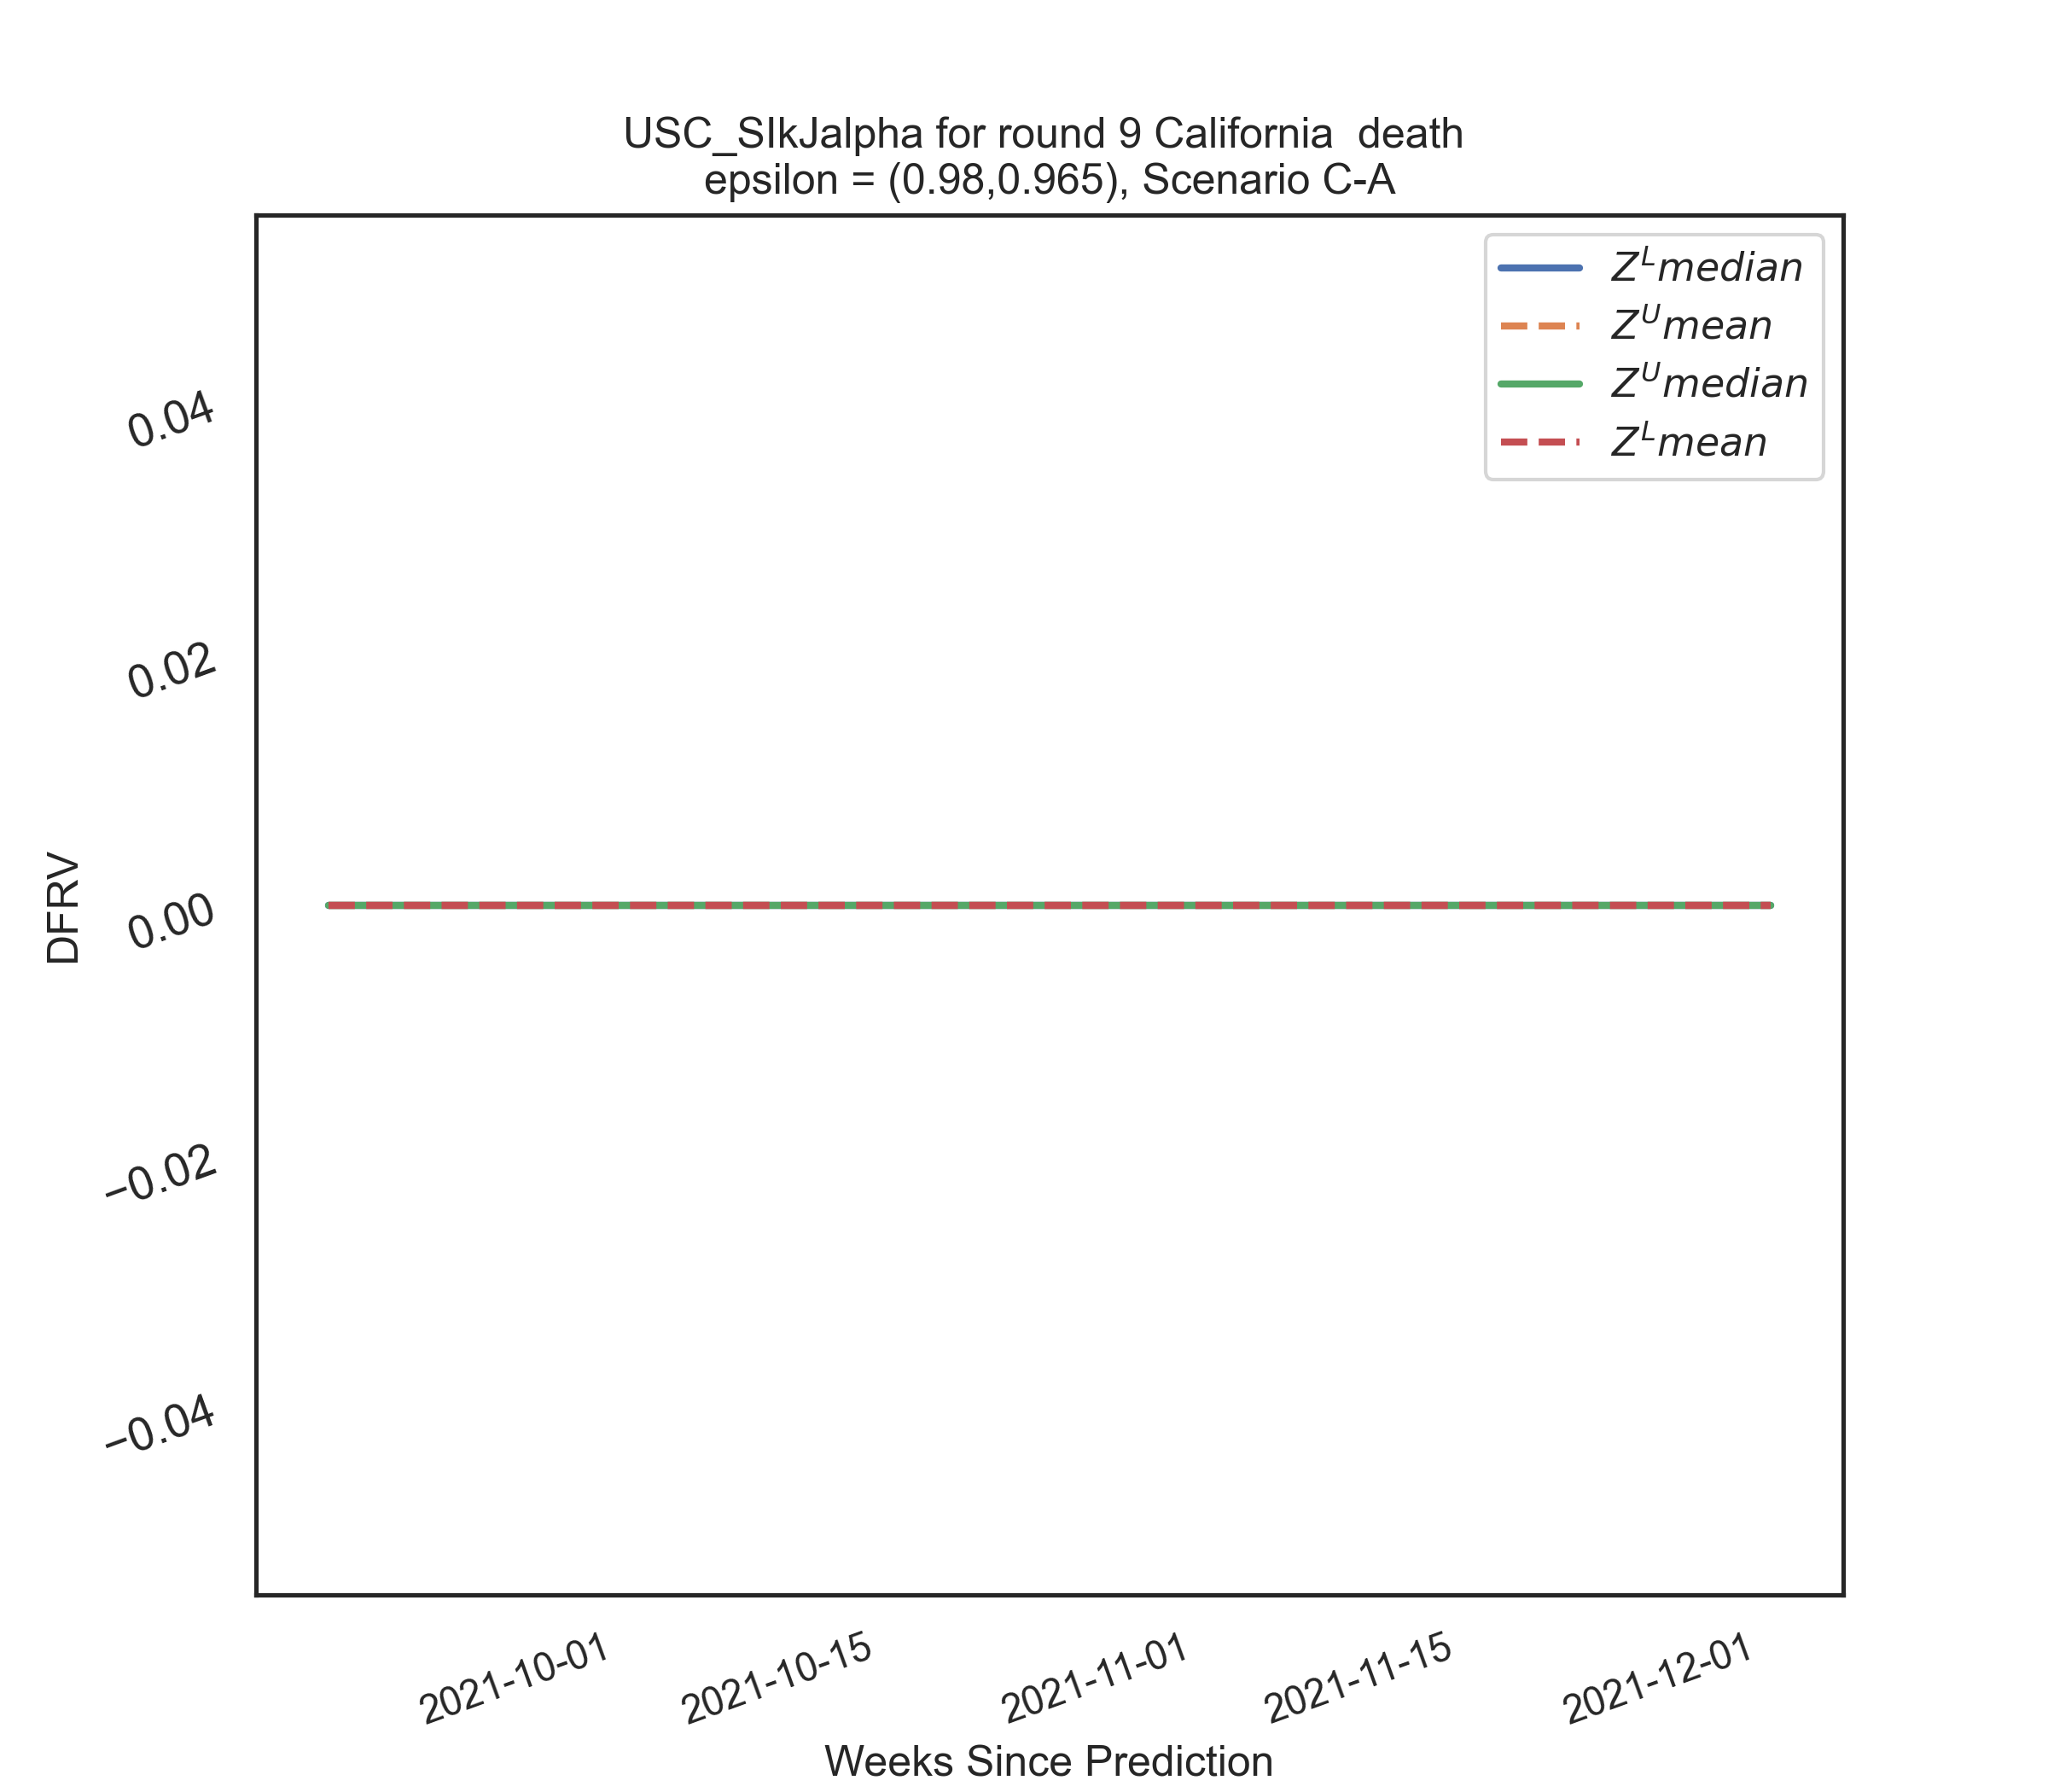 USC_SIkJalpha for round 9 California  death
epsilon = (0.98,0.965), Scenario C-A
Z^L median
Z^U mean
Z^U median
Z^L mean
0.04
0.02
0.00
−0.02
−0.04
DFRV
2021-10-01
2021-10-15
2021-11-01
2021-11-15
2021-12-01
Weeks Since Prediction